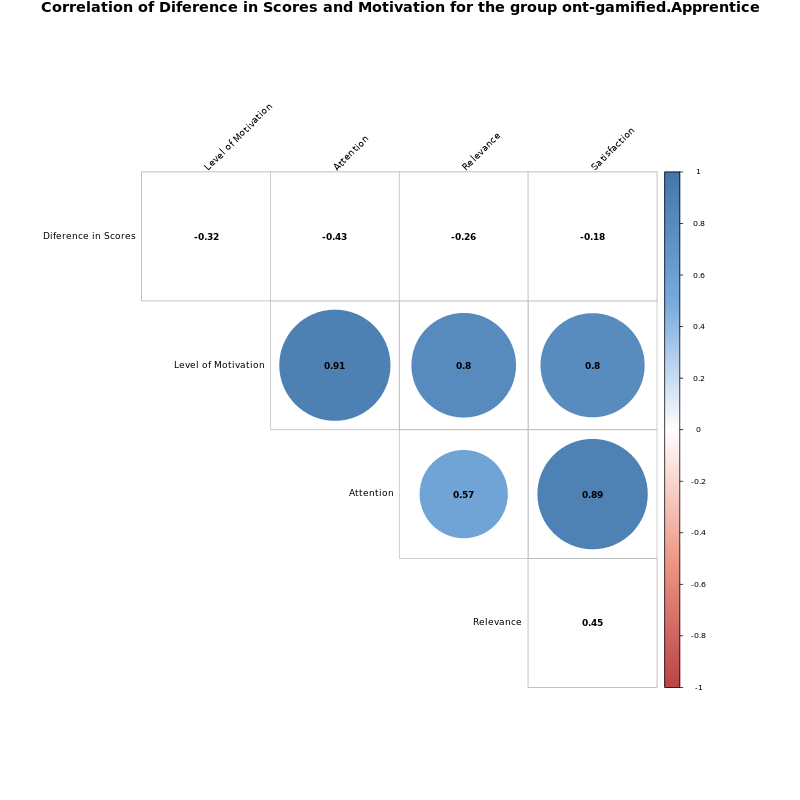 Correlation of Diference in Scores and Motivation for the group ont-gamified.Apprentice
Level of Motivation
Attention
Relevance
Satisfaction
Diference in Scores
-0.32
-0.43
-0.26
-0.18
Level of Motivation
0.91
0.8
0.8
Attention
0.57
0.89
Relevance
0.45
1
0.8
0.6
0.4
0.2
0
-0.2
-0.4
-0.6
-0.8
-1